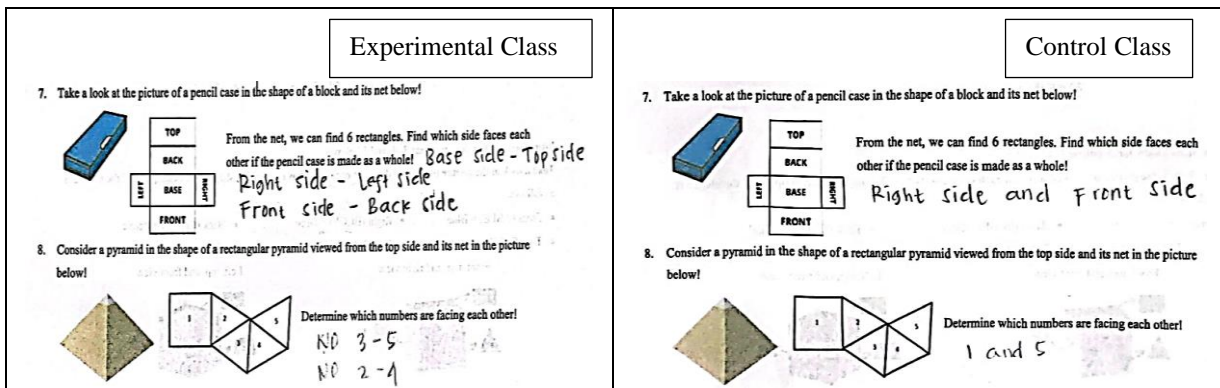 Experimental Class
7. Take a look at the picture of a pencil case in the shape of a block and its net below!
TOP
BACK
LEFT
BASE
RIGHT
FRONT
From the net, we can find 6 rectangles. Find which side faces each
other if the pencil case is made as a whole! Base side - Top side
Right side - Left side
Front side - Back side
8. Consider a pyramid in the shape of a rectangular pyramid viewed from the top side and its net in the picture
below!
1
2
3
4
5
Determine which numbers are facing each other!
NO 3-5
NO 2-4
Control Class
7. Take a look at the picture of a pencil case in the shape of a block and its net below!
TOP
BACK
LEFT
BASE
RIGHT
FRONT
From the net, we can find 6 rectangles. Find which side faces each
other if the pencil case is made as a whole!
Right side and Front side
8. Consider a pyramid in the shape of a rectangular pyramid viewed from the top side and its net in the picture
below!
1
2
3
4
5
Determine which numbers are facing each other!
1 and 5